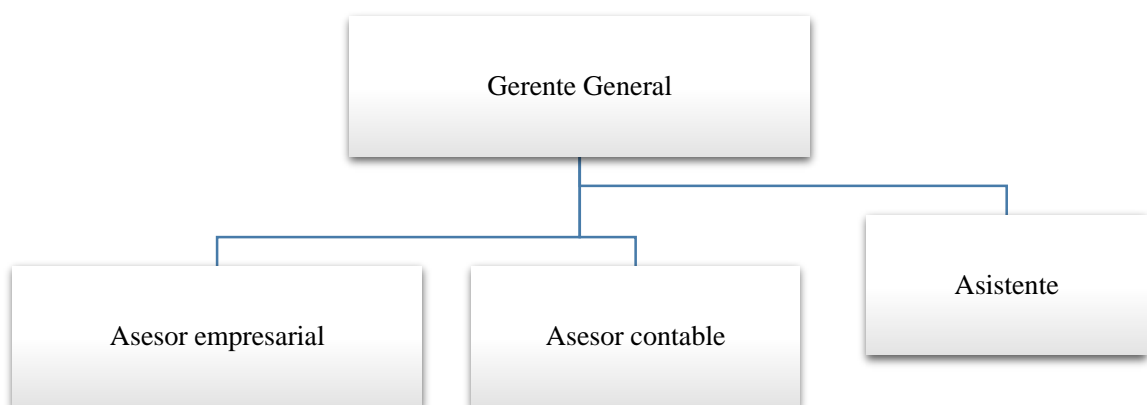 Gerente General
Asistente
Asesor empresarial
Asesor contable